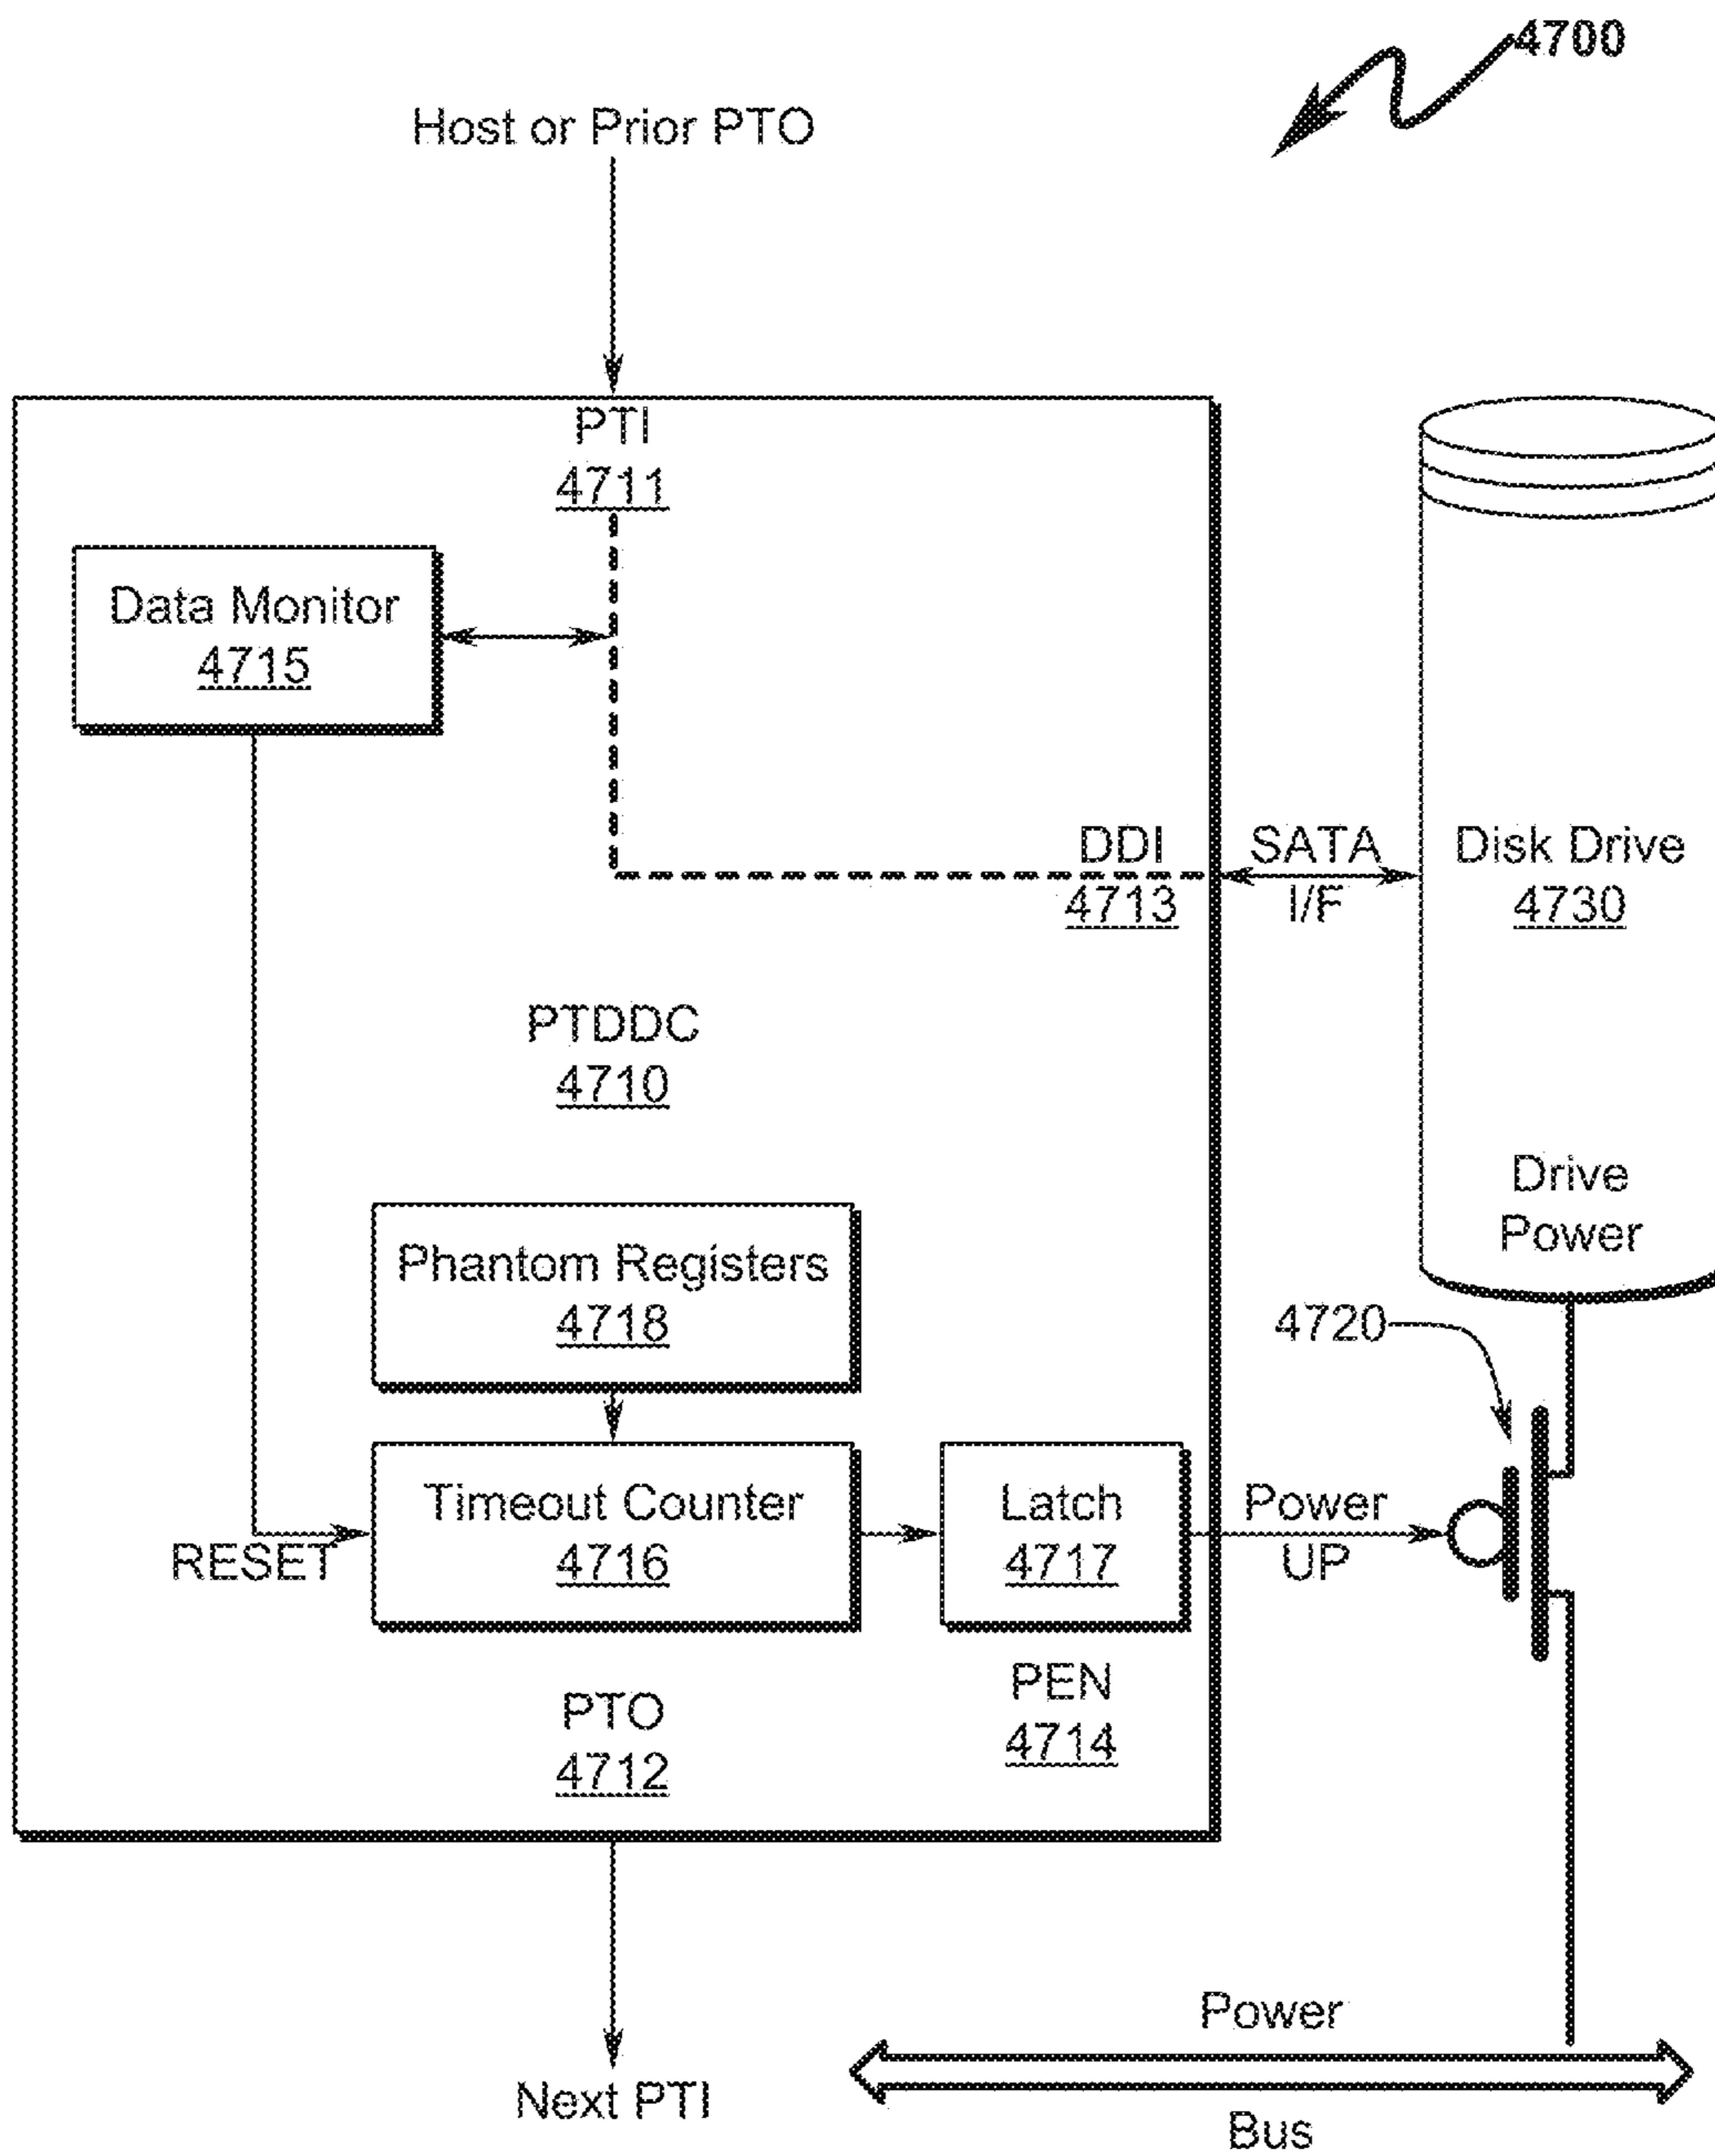 4700
Host or Prior PTO
PTI
4711
Data Monitor
4715
DDI
4713
SATA
I/F
Disk Drive
4730
PTDDC
4710
Drive
Power
Phantom Registers
4718
4720
Timeout Counter
4716
RESET
Latch
4717
Power
UP
PEN
4714
PTO
4712
Next PTI
Power
Bus